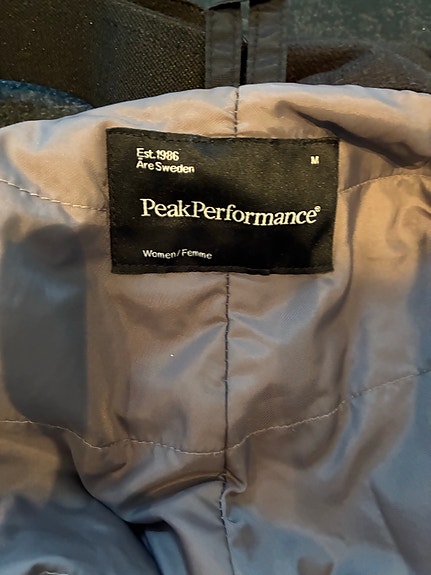 Est.1986
Åre Sweden
M
PeakPerformance®
Women/Femme